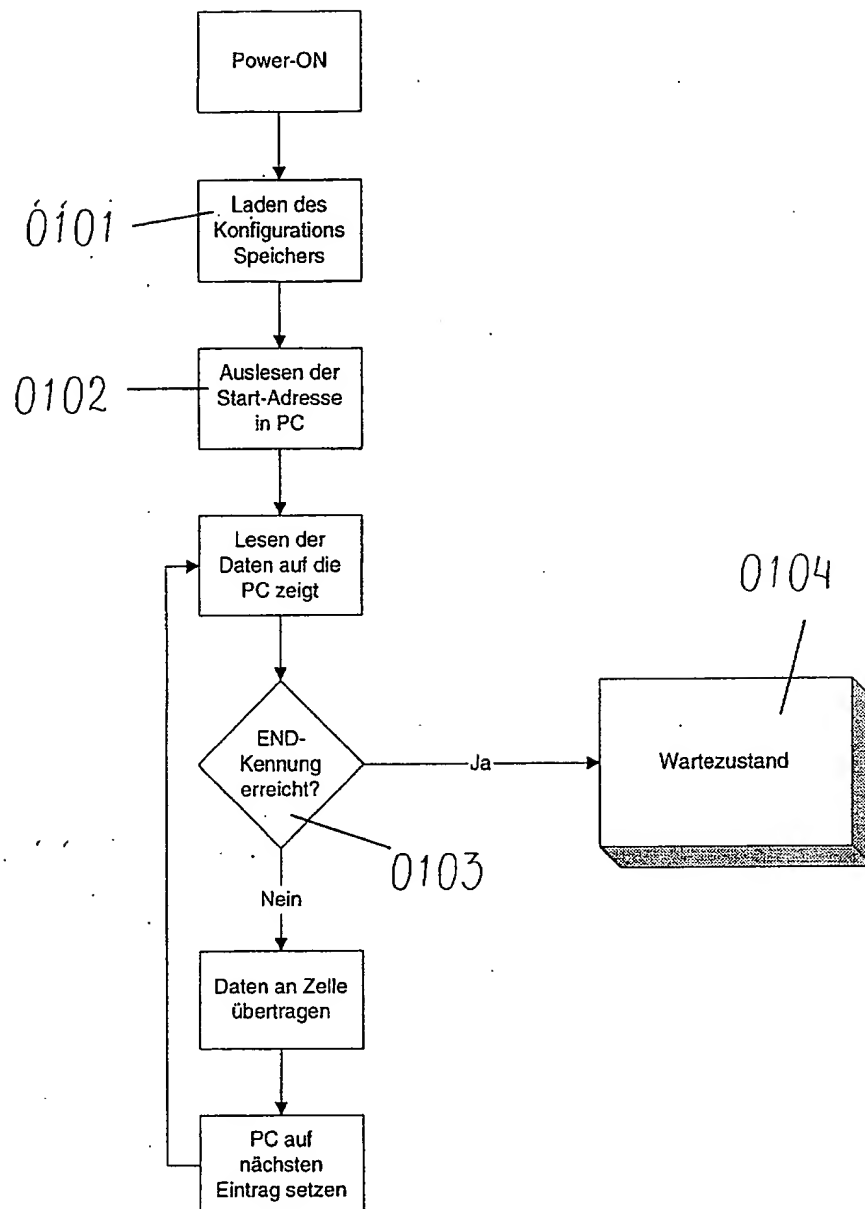 Power-ON
0101
Laden des
Konfigurations
Speichers
0102
Auslesen der
Start-Adresse
in PC
Lesen der
Daten auf die
PC zeigt
0104
END-
Kennung
erreicht?
Ja
Wartezustand
0103
Nein
Daten an Zelle
übertragen
PC auf
nächsten
Eintrag setzen